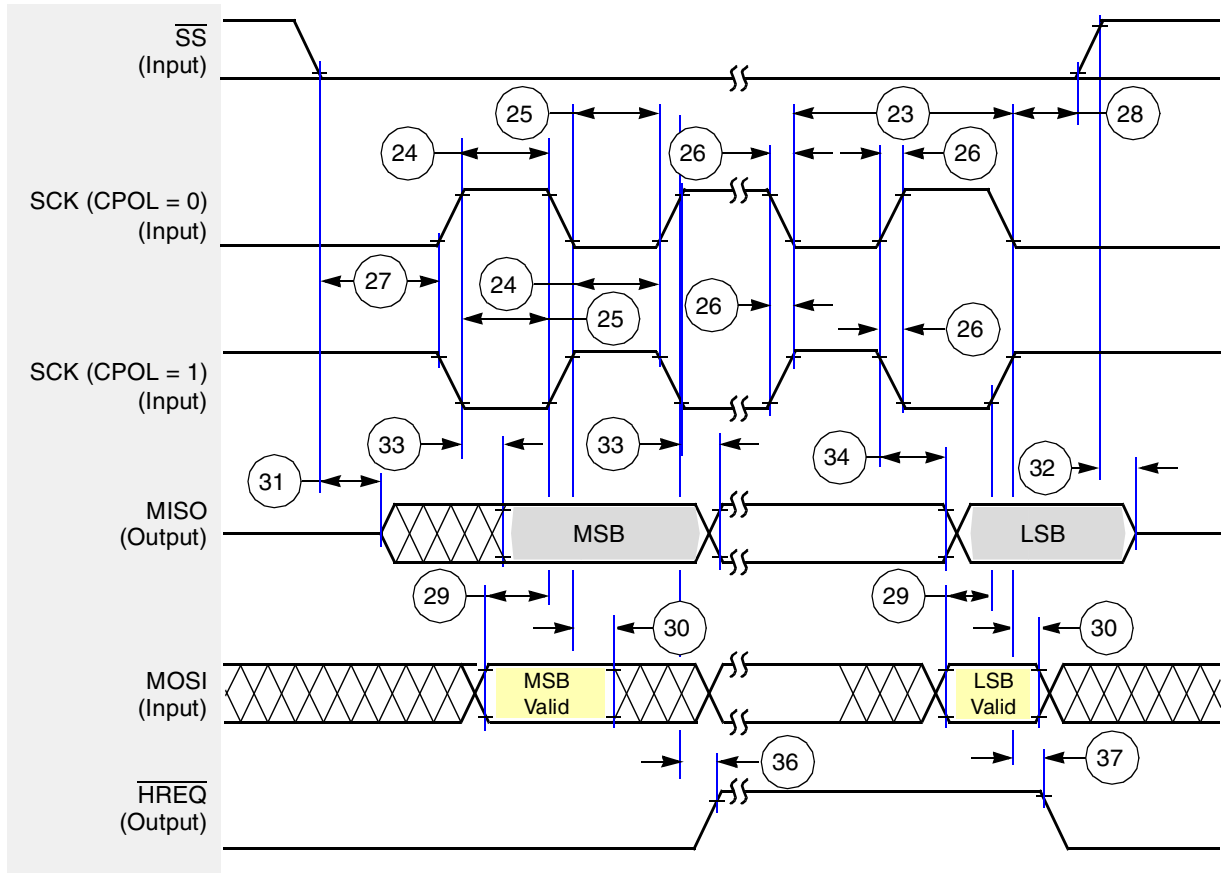 SS
(Input)
25
23
28
24
26
26
SCK (CPOL = 0)
(Input)
27
24
25
26
26
SCK (CPOL = 1)
(Input)
33
33
34
32
31
MISO
(Output)
MSB
LSB
29
29
30
30
MOSI
(Input)
MSB
Valid
LSB
Valid
36
37
HREQ
(Output)